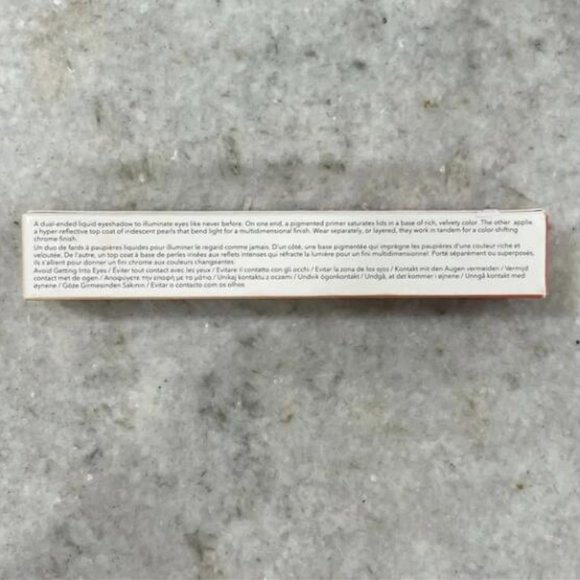 A dual-ended liquid eyeshadow to illuminate eyes like never before. On one end, a pigmented primer saturates lids in a base of rich, velvety color. The other applie
a hyper-reflective top coat of iridescent pearls that bend light for a multidimensional finish. Wear separately, or layered, they work in tandem for a color-shifting
chrome finish.
Un duo de fards à paupières liquides pour illuminer le regard comme jamais. D'un côté, une base pigmentée qui imprègne les paupières d'une couleur riche et
veloutée. De l'autre, un top coat à base de perles irisées aux reflets intenses qui réfracte la lumière pour un fini multidimensionnel. Porté séparément ou superposés,
ils s'allient pour donner un fini chrome aux couleurs changeantes.
Avoid Getting Into Eyes / Éviter tout contact avec les yeux / Evitare il contatto con gli occhi / Evitar la zona de los ojos / Kontakt mit den Augen vermeiden / Vermijd
contact met de ogen / Αποφύγετε την επαφή με τα μάτια / Unikaj kontaktu z oczami / Undvik ögonkontakt / Undgå, at det kommer i øjnene / Unngå kontakt med
øynene / Göze Girmesinden Sakının / Evitar o contacto com os olhos